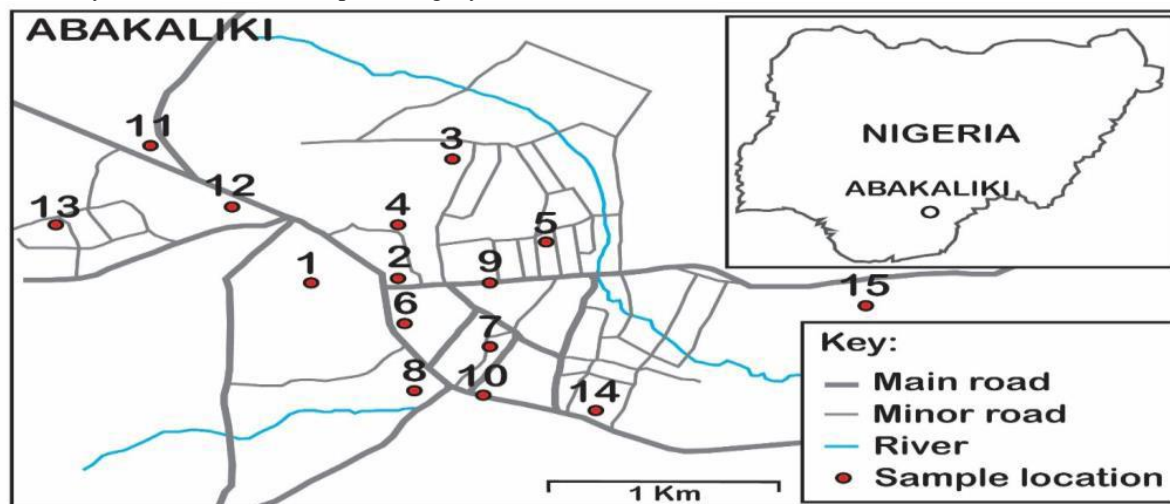 ABAKALIKI
NIGERIA
ABAKALIKI
11
3
12
13
4
5
1
2
9
15
6
7
8
10
14
Key:
Main road
Minor road
River
Sample location
1 Km